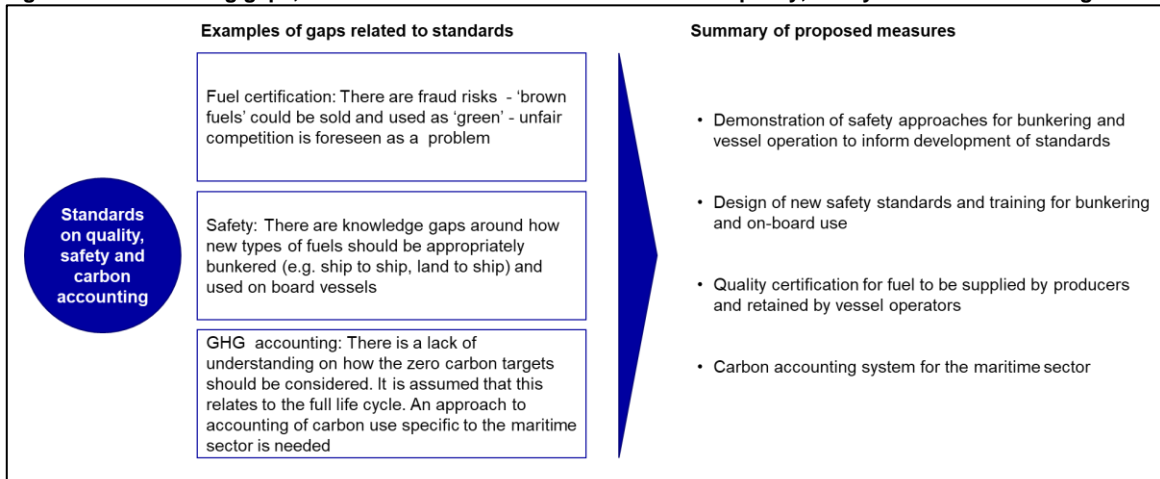 Examples of gaps related to standards
Summary of proposed measures
Standards
on quality,
safety and
carbon
accounting
Fuel certification: There are fraud risks - 'brown
fuels' could be sold and used as 'green' - unfair
competition is foreseen as a problem
Safety: There are knowledge gaps around how
new types of fuels should be appropriately
bunkered (e.g. ship to ship, land to ship) and
used on board vessels
GHG accounting: There is a lack of
understanding on how the zero carbon targets
should be considered. It is assumed that this
relates to the full life cycle. An approach to
accounting of carbon use specific to the maritime
sector is needed
• Demonstration of safety approaches for bunkering and
vessel operation to inform development of standards
• Design of new safety standards and training for bunkering
and on-board use
• Quality certification for fuel to be supplied by producers
and retained by vessel operators
• Carbon accounting system for the maritime sector